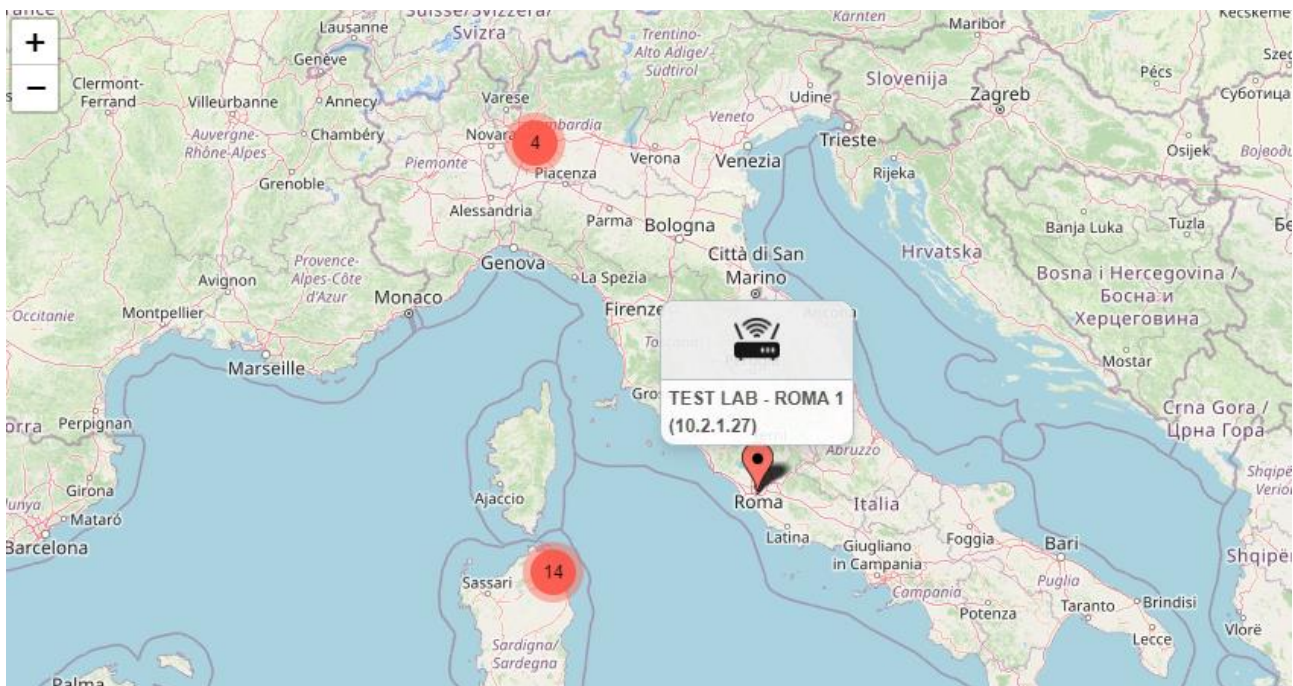 Suisse/Svizzera/
Svizra
Lausanne
Genève
Trentino-
Alto Adige/
Südtirol
Kärnten
Maribor
Kecskemé
+
−
Clermont-
Ferrand
Villeurbanne
Annecy
Varese
Udine
Slovenija
Zagreb
Pécs
Суботица
Auvergne-
Rhône-Alpes
Chambéry
Novara
4
Veneto
Trieste
Piemonte
Piacenza
Verona
Venezia
Rijeka
Osijek
Grenoble
Alessandria
Parma
Bologna
Banja Luka
Tuzla
Provence-
Alpes-Côte
d'Azur
Genova
La Spezia
Città di San
Marino
Hrvatska
Avignon
Monaco
Bosna i Hercegovina /
Босна и
Херцеговина
Occitanie
Montpellier
Firenze
Marseille
Mostar
TEST LAB - ROMA 1
(10.2.1.27)
Crna Gora /
Црна Гора
Perpignan
Abruzzo
Girona
Ajaccio
Roma
Italia
Mataró
Barcelona
Latina
Giugliano
in Campania
Foggia
Bari
Sassari
14
Campania
Puglia
Potenza
Taranto
Brindisi
Sardigna/
Sardegna
Lecce
Vlorë
Palma